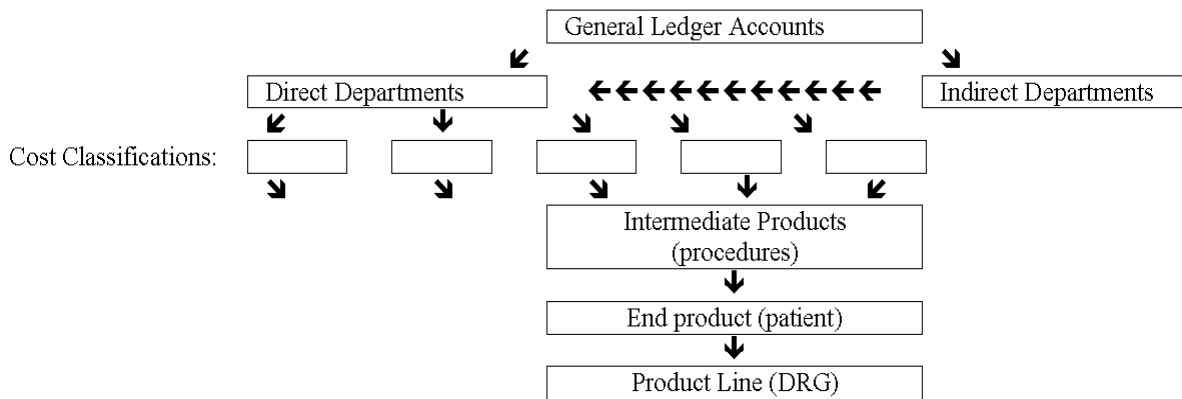 General Ledger Accounts
Direct Departments
Indirect Departments
Cost Classifications:
Intermediate Products
(procedures)
End product (patient)
Product Line (DRG)